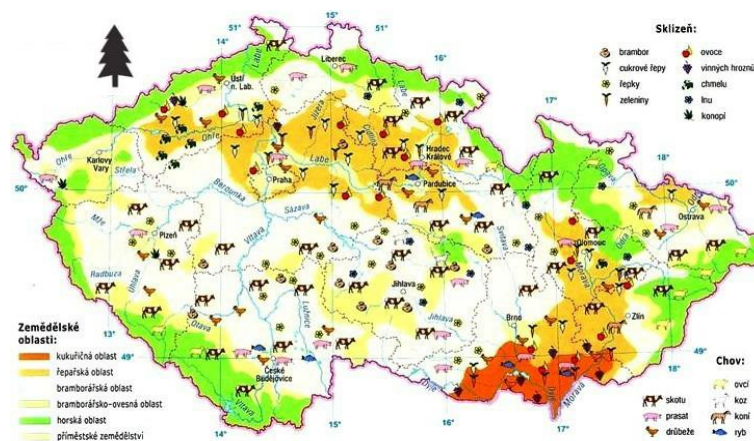 51°
14°
15°
51°
16°
17°
18°
50°
50°
13°
49°
49°
14°
15°
16°
17°
18°
Liberec
Ústí
n. Lab.
Labe
Labe
Jizera
Ohře
Ohře
Karlovy
Vary
Střela
Praha
Labe
Hradec
Králové
Pardubice
Berounka
Sázava
Mže
Plzeň
Radbuza
Úhlava
Otava
Vltava
Lužnice
České
Budějovice
Vltava
Jihlava
Jihlava
Svitava
Brno
Dyje
Olomouc
Morava
Zlín
Morava
Odra
Ostrava
Sklizeň:
brambor
cukrové řepy
řepky
zeleniny
ovoce
vinných hroznů
chmelu
lnu
konopí
Zemědělské
oblasti:
kukuřičná oblast
řepařská oblast
bramborářská oblast
bramborářsko-ovesná oblast
horská oblast
příměstské zemědělství
Chov:
skotu
prasat
drůbeže
ovcí
koz
koní
ryb